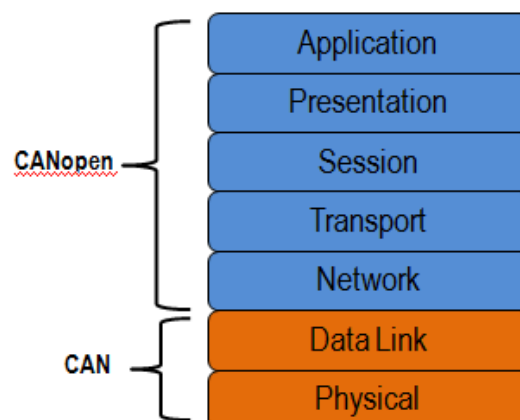 Application
Presentation
CANopen
Session
Transport
Network
CAN
Data Link
Physical